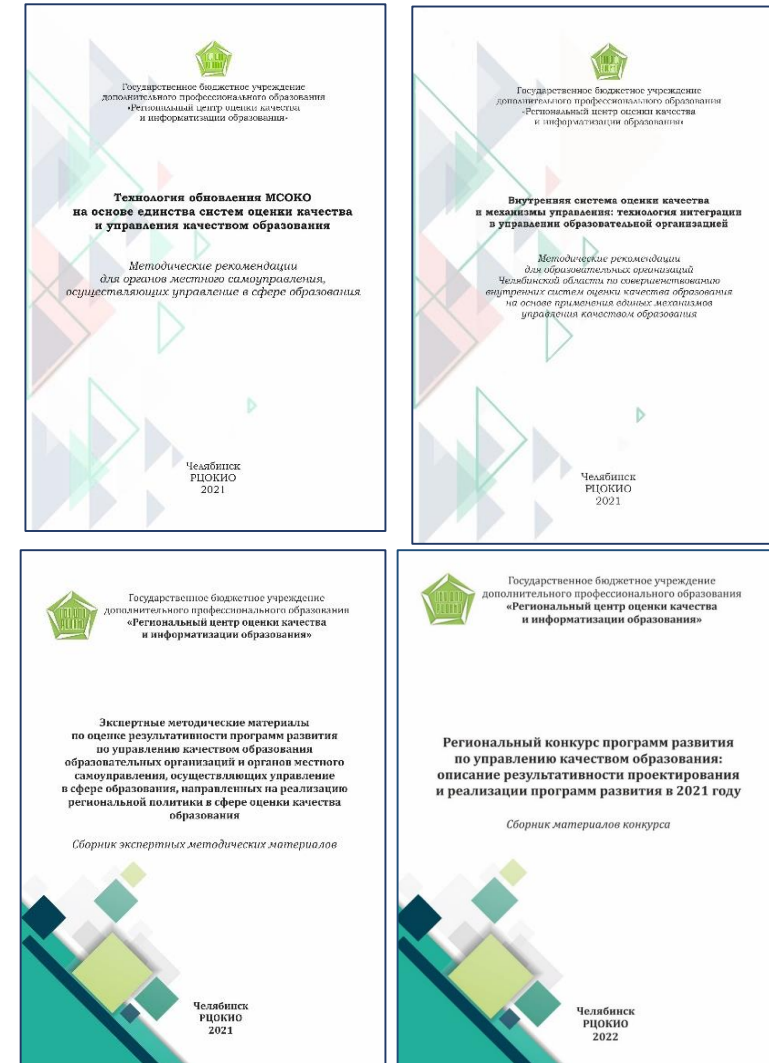 Государственное бюджетное учреждение
дополнительного профессионального образования
«Региональный центр оценки качества
и информатизации образования»
Технология обновления МСОКО
на основе единства систем оценки качества
и управления качеством образования
Методические рекомендации
для органов местного самоуправления,
осуществляющих управление в сфере образования
Челябинск
РЦОКИО
2021
Государственное бюджетное учреждение
дополнительного профессионального образования
«Региональный центр оценки качества
и информатизации образования»
Внутренняя система оценки качества
и механизмы управления: технология интеграции
в управлении образовательной организацией
Методические рекомендации
для образовательных организаций
Челябинской области по совершенствованию
внутренних систем оценки качества образования
на основе применения единых механизмов
управления качеством образования
Челябинск
РЦОКИО
2021
Государственное бюджетное учреждение
дополнительного профессионального образования
«Региональный центр оценки качества
и информатизации образования»
Экспертные методические материалы
по оценке результативности программ развития
по управлению качеством образования
образовательных организаций и органов местного
самоуправления, осуществляющих управление
в сфере образования, направленных на реализацию
региональной политики в сфере оценки качества
образования
Сборник экспертных методических материалов
Челябинск
РЦОКИО
2021
Государственное бюджетное учреждение
дополнительного профессионального образования
«Региональный центр оценки качества
и информатизации образования»
Региональный конкурс программ развития
по управлению качеством образования:
описание результативности проектирования
и реализации программ развития в 2021 году
Сборник материалов конкурса
Челябинск
РЦОКИО
2022